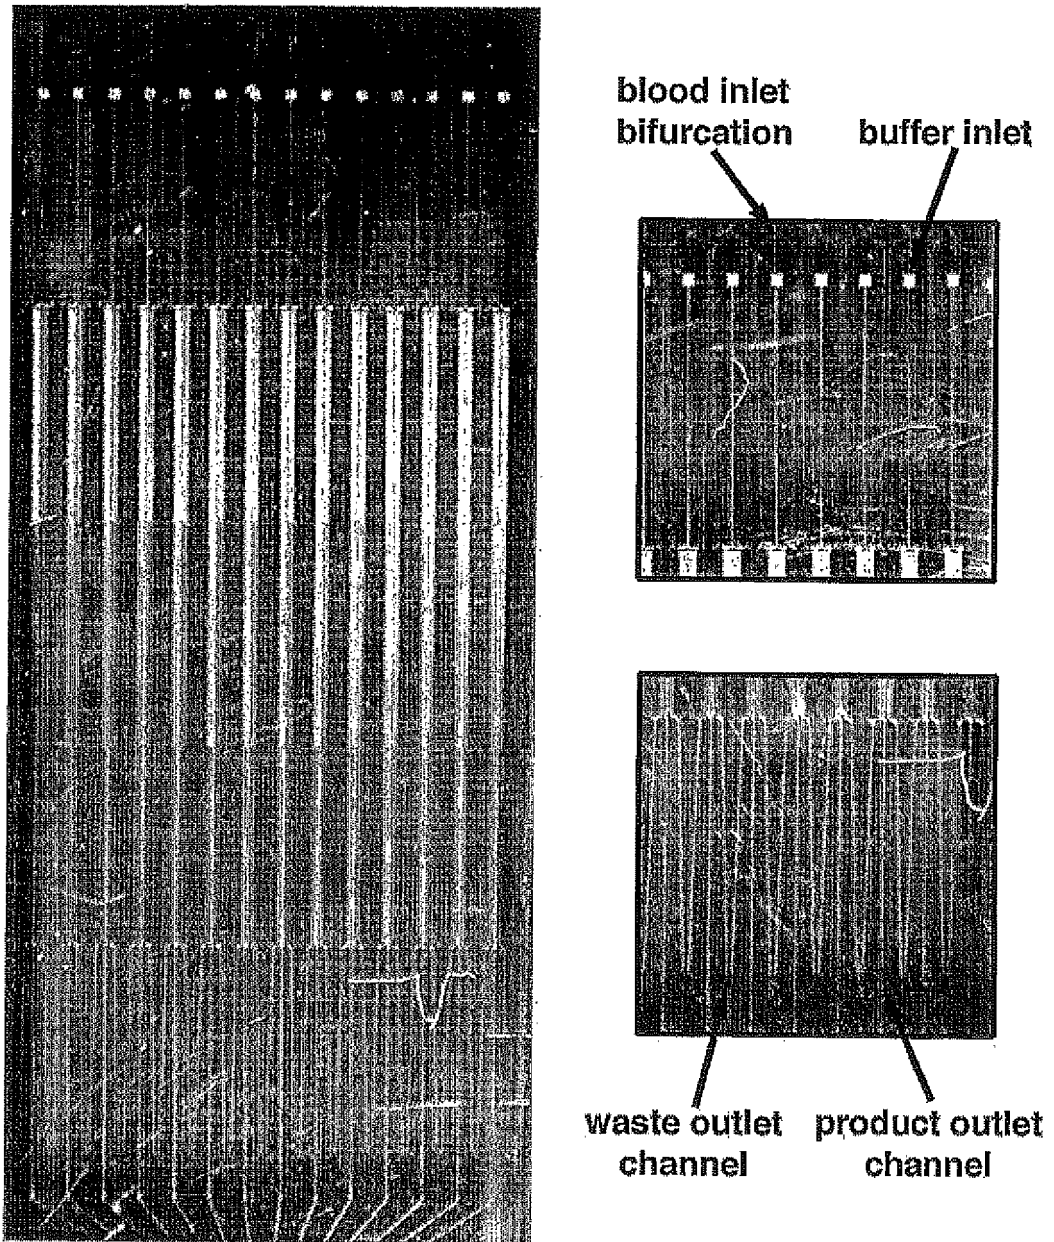 blood inlet
bifurcation
buffer inlet
waste outlet
channel
product outlet
channel